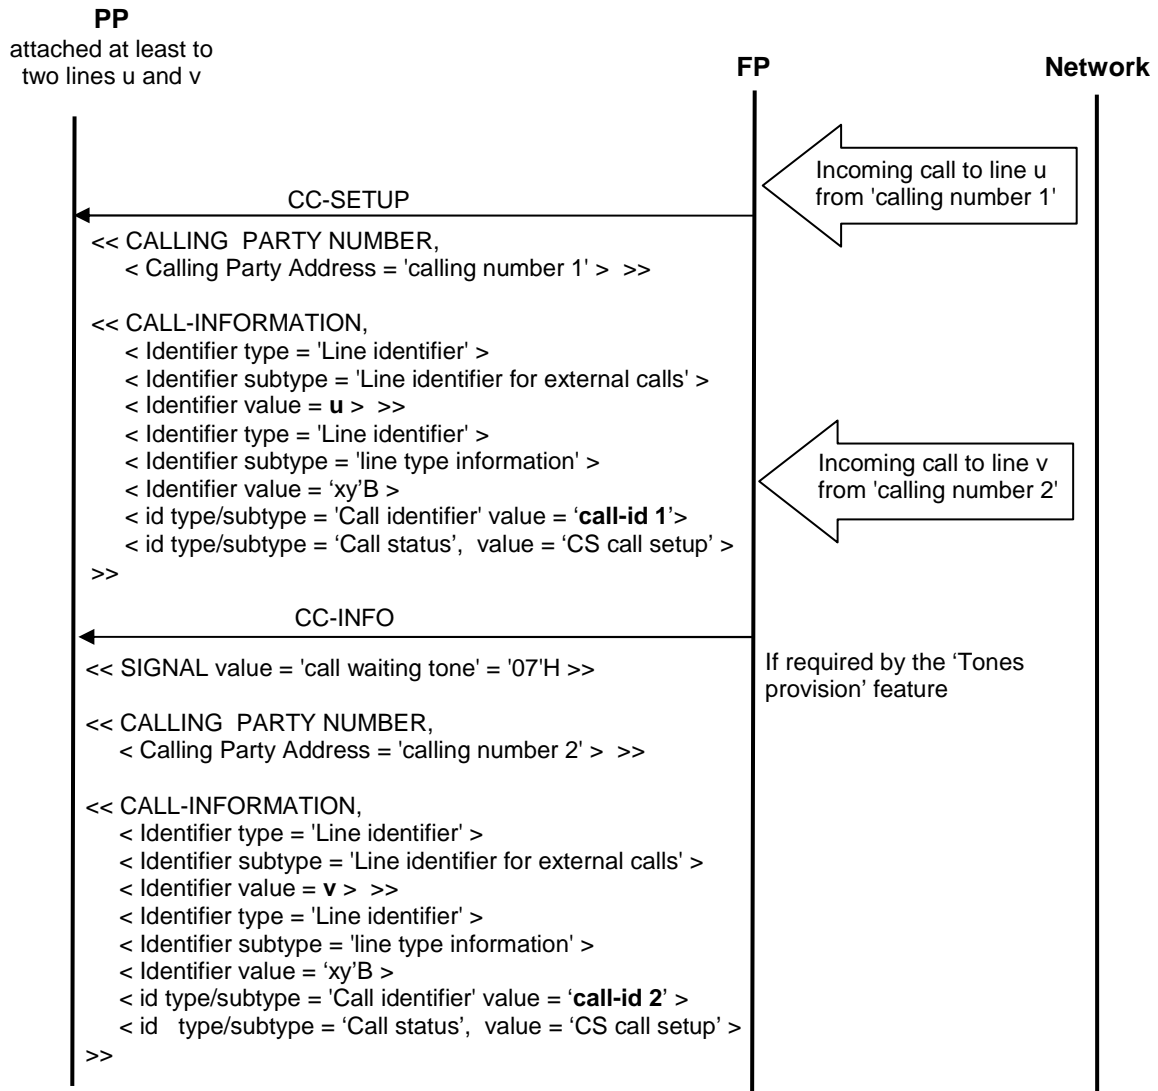 PP
attached at least to
two lines u and v
FP
Network
Incoming call to line u
from 'calling number 1'
CC-SETUP
<< CALLING  PARTY NUMBER,
< Calling Party Address = 'calling number 1' >  >>
<< CALL-INFORMATION,
< Identifier type = 'Line identifier' >
< Identifier subtype = 'Line identifier for external calls' >
< Identifier value = u >  >>
< Identifier type = 'Line identifier' >
< Identifier subtype = 'line type information' >
< Identifier value = ‘xy’B >
< id type/subtype = 'Call identifier' value = ‘call-id 1’>
< id type/subtype = ‘Call status’,  value = ‘CS call setup’ >
>>
Incoming call to line v
from 'calling number 2'
CC-INFO
<< SIGNAL value = 'call waiting tone' = '07'H >>
If required by the ‘Tones
provision’ feature
<< CALLING  PARTY NUMBER,
< Calling Party Address = 'calling number 2' >  >>
<< CALL-INFORMATION,
< Identifier type = 'Line identifier' >
< Identifier subtype = 'Line identifier for external calls' >
< Identifier value = v >  >>
< Identifier type = 'Line identifier' >
< Identifier subtype = 'line type information' >
< Identifier value = ‘xy’B >
< id type/subtype = 'Call identifier' value = ‘call-id 2’ >
< id   type/subtype = ‘Call status’,  value = ‘CS call setup’ >
>>